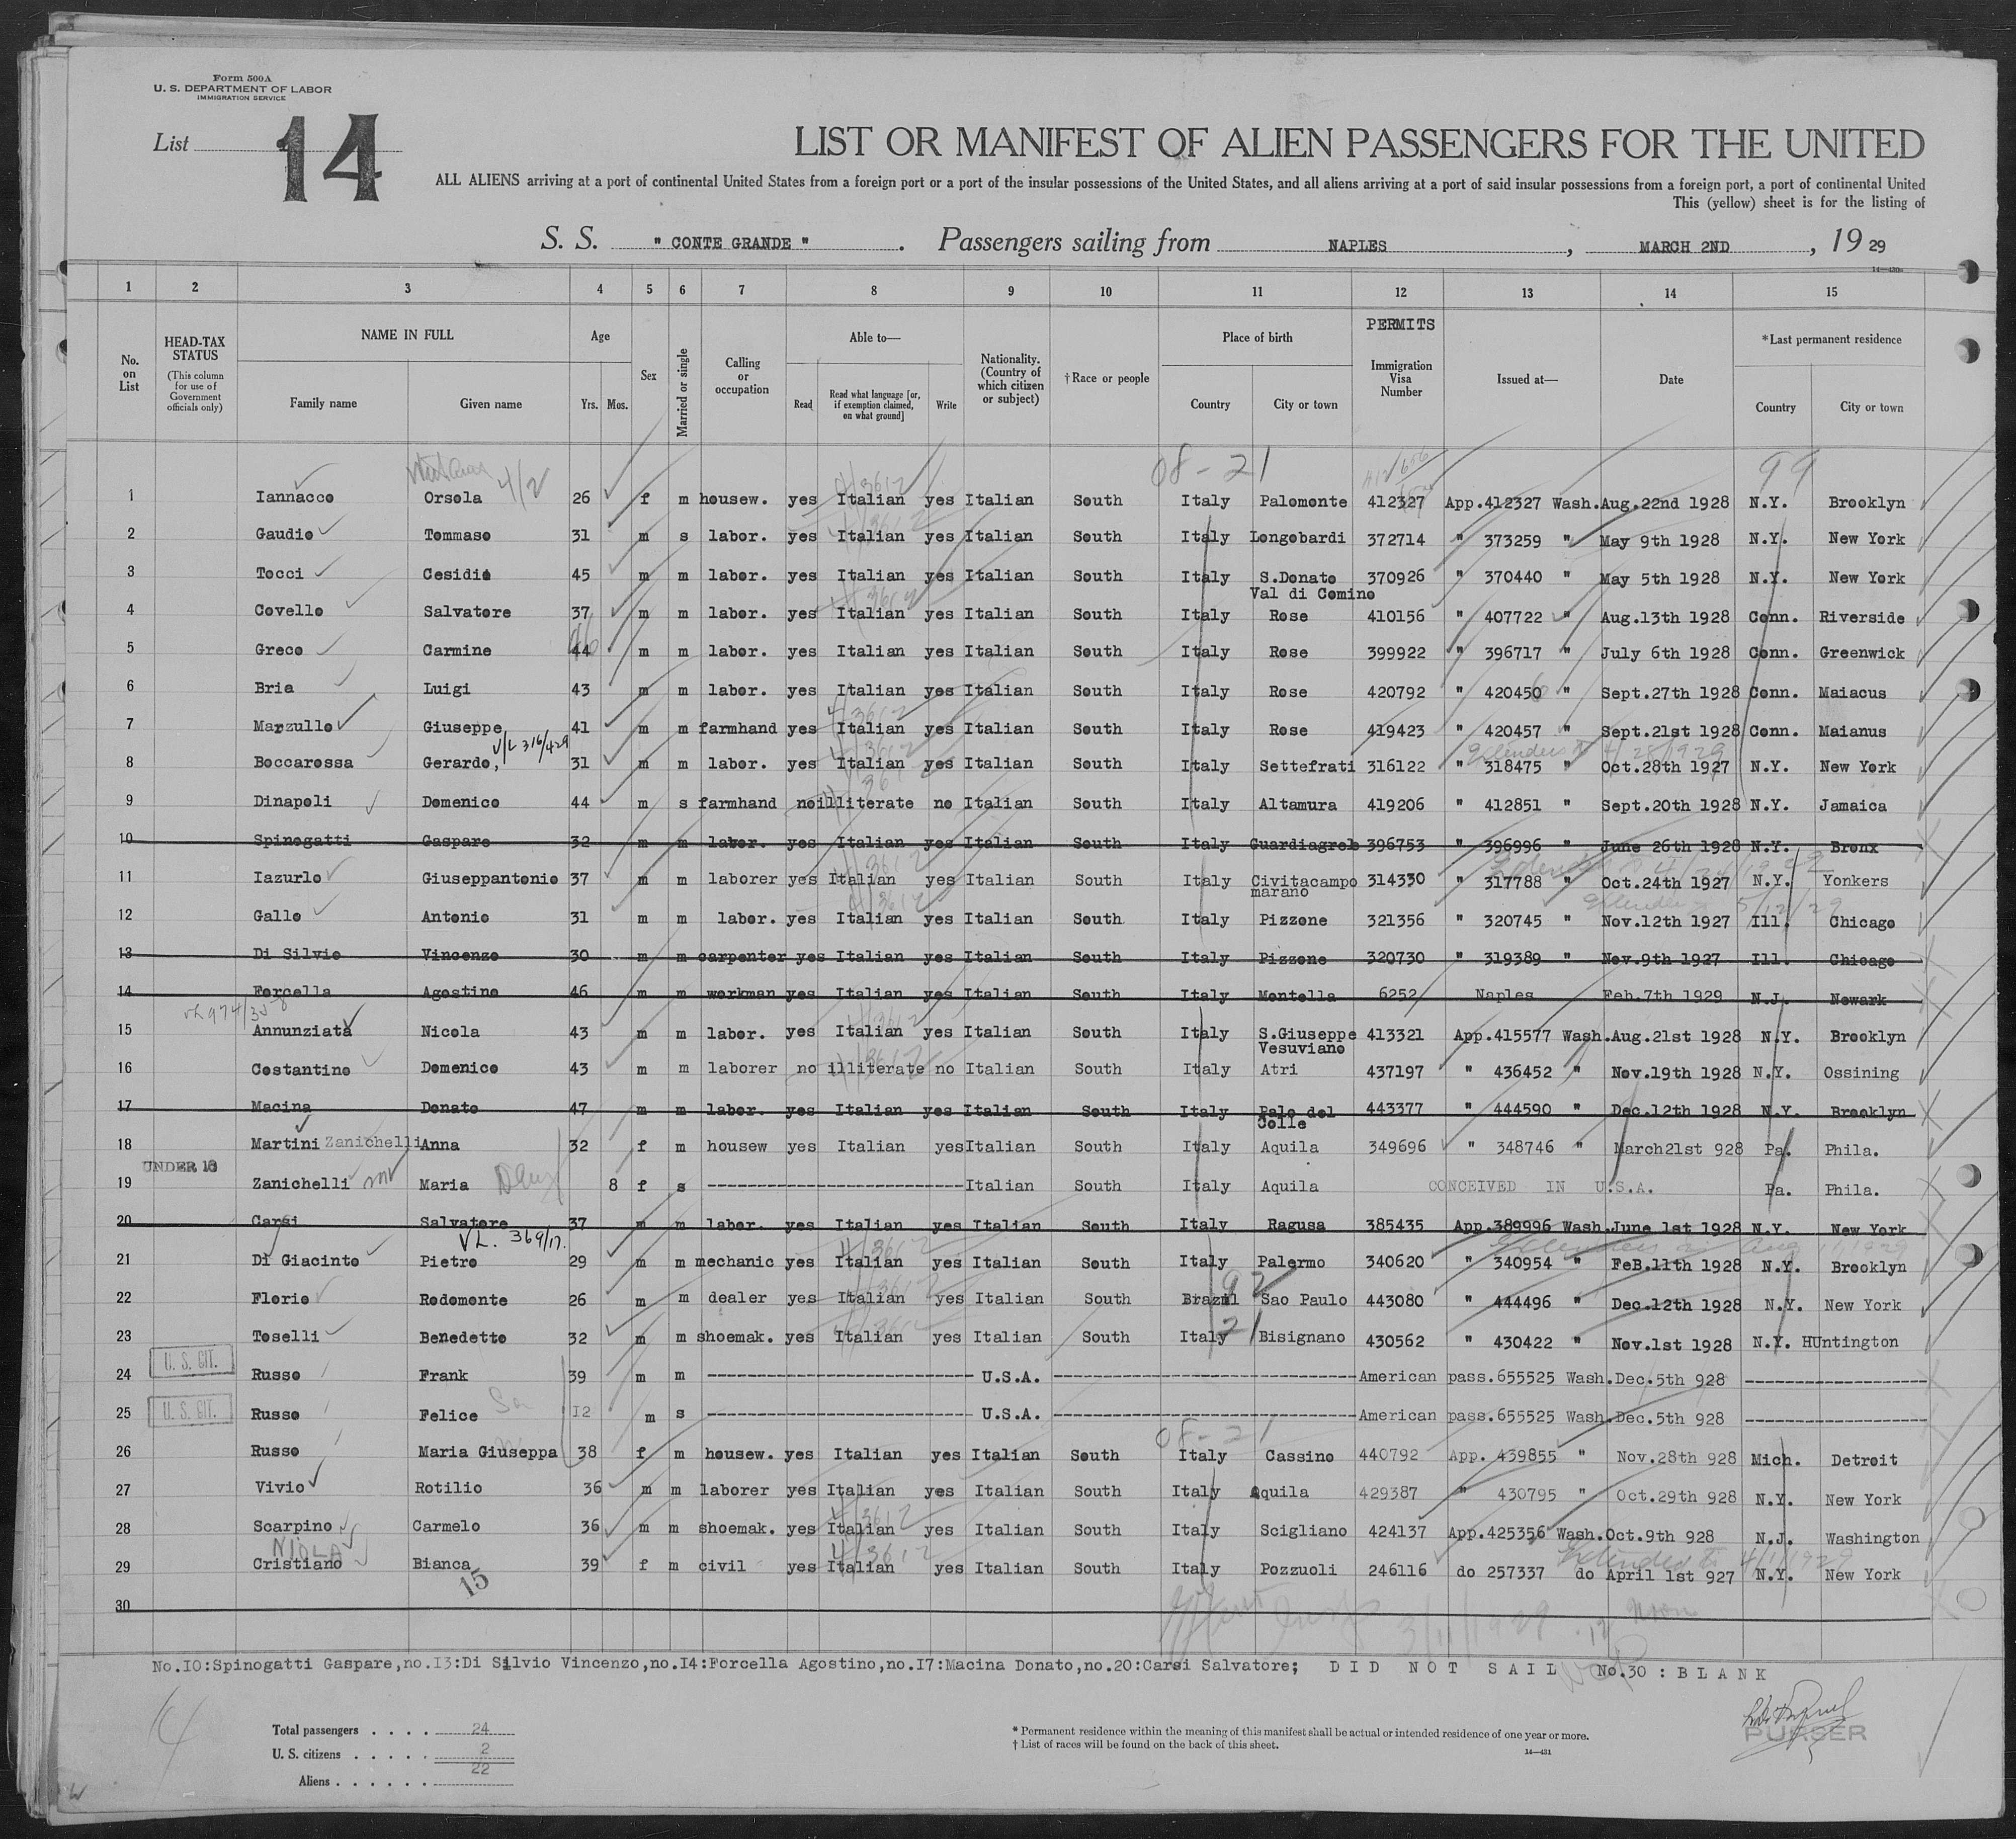 Form 500A
U. S. DEPARTMENT OF LABOR
IMMIGRATION SERVICE
List 14
LIST OR MANIFEST OF ALIEN PASSENGERS FOR THE UNITED
ALL ALIENS arriving at a port of continental United States from a foreign port or a port of the insular possessions of the United States, and all aliens arriving at a port of said insular possessions from a foreign port, a port of continental United
This (yellow) sheet is for the listing of
S. S. " CONTE GRANDE " . Passengers sailing from NAPLES , MARCH 2ND , 19 29
1 2 3 4 5 6 7 8 9 10 11 12 13 14 15
No. on List
HEAD-TAX STATUS (This column for use of Government officials only)
NAME IN FULL Family name Given name
Age Yrs. Mos.
Sex
Married or single
Calling or occupation
Able to— Read Read what language [or, if exemption claimed, on what ground] Write
Nationality. (Country of which citizen or subject)
†Race or people
Place of birth Country City or town
PERMITS Immigration Visa Number
Issued at—
Date
*Last permanent residence Country City or town
4/2 08-21 99
1 Iannacco Orsola 26 f m housew. yes Italian yes Italian South Italy Palomonte 412327 App.412327 Wash. Aug.22nd 1928 N.Y. Brooklyn
2 Gaudio Tommaso 31 m s labor. yes Italian yes Italian South Italy Longobardi 372714 " 373259 " May 9th 1928 N.Y. New York
3 Tocci Cesidio 45 m m labor. yes Italian yes Italian South Italy S.Donato Val di Comino 370926 " 370440 " May 5th 1928 N.Y. New York
4 Covello Salvatore 37 m m labor. yes Italian yes Italian South Italy Rose 410156 " 407722 " Aug.13th 1928 Conn. Riverside
5 Greco Carmine 44 m m labor. yes Italian yes Italian South Italy Rose 399922 " 396717 " July 6th 1928 Conn. Greenwick
6 Bria Luigi 43 m m labor. yes Italian yes Italian South Italy Rose 420792 " 420450 " Sept.27th 1928 Conn. Maiacus
7 Marzullo Giuseppe 41 m m farmhand yes Italian yes Italian South Italy Rose 419423 " 420457 " Sept.21st 1928 Conn. Maianus
V/L 316/429
8 Boccarossa Gerardo, 31 m m labor. yes Italian yes Italian South Italy Settefrati 316122 " 318475 " Oct.28th 1927 N.Y. New York
9 Dinapoli Domenico 44 m s farmhand no illiterate no Italian South Italy Altamura 419206 " 412851 " Sept.20th 1928 N.Y. Jamaica
10 Spinogatti Gaspare 32 m m labor. yes Italian yes Italian South Italy Guardiagrele 396753 " 396996 " June 26th 1928 N.Y. Bronx
11 Iazurlo Giuseppantonio 37 m m laborer yes Italian yes Italian South Italy Civitacampomarano 314330 " 317788 " Oct.24th 1927 N.Y. Yonkers
12 Gallo Antonio 31 m m labor. yes Italian yes Italian South Italy Pizzone 321356 " 320745 " Nov.12th 1927 Ill. Chicago
13 Di Silvio Vincenzo 30 m m carpenter yes Italian yes Italian South Italy Pizzone 320730 " 319389 " Nov.9th 1927 Ill. Chicago
14 Forcella Agostino 46 m m workman yes Italian yes Italian South Italy Montella 6252 Naples Feb.7th 1929 N.J. Newark
15 Annunziata Nicola 43 m m labor. yes Italian yes Italian South Italy S.Giuseppe Vesuviano 413321 App.415577 Wash. Aug.21st 1928 N.Y. Brooklyn
16 Costantino Domenico 43 m m laborer no illiterate no Italian South Italy Atri 437197 " 436452 " Nov.19th 1928 N.Y. Ossining
17 Macina Donato 47 m m labor. yes Italian yes Italian South Italy Palo del Colle 443377 " 444590 " Dec.12th 1928 N.Y. Brooklyn
18 Martini Zanichelli Anna 32 f m housew yes Italian yes Italian South Italy Aquila 349696 " 348746 " March21st 928 Pa. Phila.
UNDER 16
19 Zanichelli Maria 8 f s Italian South Italy Aquila CONCEIVED IN U.S.A. Pa. Phila.
20 Carsi Salvatore 37 m m labor. yes Italian yes Italian South Italy Ragusa 385435 App.389996 Wash. June 1st 1928 N.Y. New York
VL. 369/17.
21 Di Giacinto Pietro 29 m m mechanic yes Italian yes Italian South Italy Palermo 340620 " 340954 " FeB.11th 1928 N.Y. Brooklyn
22 Florio Rodomonte 26 m m dealer yes Italian yes Italian South Brazil Sao Paulo 443080 " 444496 " Dec.12th 1928 N.Y. New York
23 Toselli Benedetto 32 m m shoemak. yes Italian yes Italian South Italy Bisignano 430562 " 430422 " Nov.1st 1928 N.Y. HUntington
U. S. CIT.
24 Russo Frank 39 m m U.S.A. American pass.655525 Wash. Dec.5th 928
U. S. CIT.
25 Russo Felice 12 m s U.S.A. American pass.655525 Wash. Dec.5th 928
08-21
26 Russo Maria Giuseppa 38 f m housew. yes Italian yes Italian South Italy Cassino 440792 App. 439855 " Nov.28th 928 Mich. Detroit
27 Vivio Rotilio 36 m m laborer yes Italian yes Italian South Italy Aquila 429387 " 430795 " Oct.29th 928 N.Y. New York
28 Scarpino Carmelo 36 m m shoemak. yes Italian yes Italian South Italy Scigliano 424137 App.425356 Wash. Oct.9th 928 N.J. Washington
NIOLA
29 Cristiano Bianca 39 f m civil yes Italian yes Italian South Italy Pozzuoli 246116 do 257337 do April 1st 927 N.Y. New York
15
30
3/11/1929 12 Noon
No.10:Spinogatti Gaspare,no.13:Di Silvio Vincenzo,no.14:Forcella Agostino,no.17:Macina Donato,no.20:Carsi Salvatore; DID NOT SAIL No.30 : BLANK
Total passengers . . . . 24
U. S. citizens . . . . . 2
Aliens . . . . . . 22
* Permanent residence within the meaning of this manifest shall be actual or intended residence of one year or more.
† List of races will be found on the back of this sheet.
14—431
PURSER